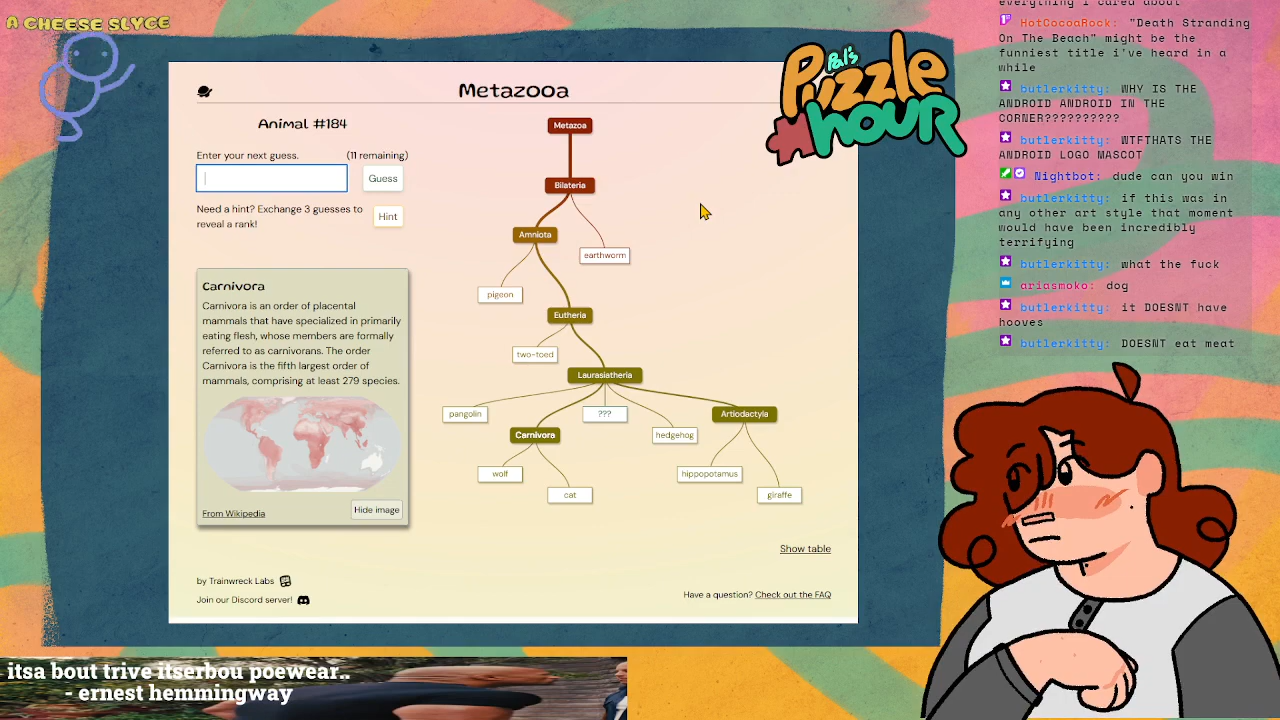 A CHEESE SLYCE
Metazooa
Pal's
Puzzle
HOUR
Animal #184
Enter your next guess.
(11 remaining)
Guess
Need a hint? Exchange 3 guesses to
reveal a rank!
Hint
Carnivora
Carnivora is an order of placental
mammals that have specialized in primarily
eating flesh, whose members are formally
referred to as carnivorans. The order
Carnivora is the fifth largest order of
mammals, comprising at least 279 species.
From Wikipedia
Hide image
Metazoa
Bilateria
Amniota
earthworm
pigeon
Eutheria
two-toed
Laurasiatheria
pangolin
???
Artiodactyla
Carnivora
hedgehog
wolf
hippopotamus
cat
giraffe
Show table
by Trainwreck Labs
Join our Discord server!
Have a question? Check out the FAQ
everything i cared about
HotCocoaRock: "Death Stranding
On The Beach" might be the
funniest title i've heard in a
while
butlerkitty: WHY IS THE
ANDROID ANDROID IN THE
CORNER??????????
butlerkitty: WTFTHATS THE
ANDROID LOGO MASCOT
Nightbot: dude can you win
butlerkitty: if this was in
any other art style that moment
would have been incredibly
terrifying
butlerkitty: what the fuck
ariasmoko: dog
butlerkitty: it DOESNT have
hooves
butlerkitty: DOESNT eat meat
itsa bout trive itserbou poewear..
- ernest hemmingway